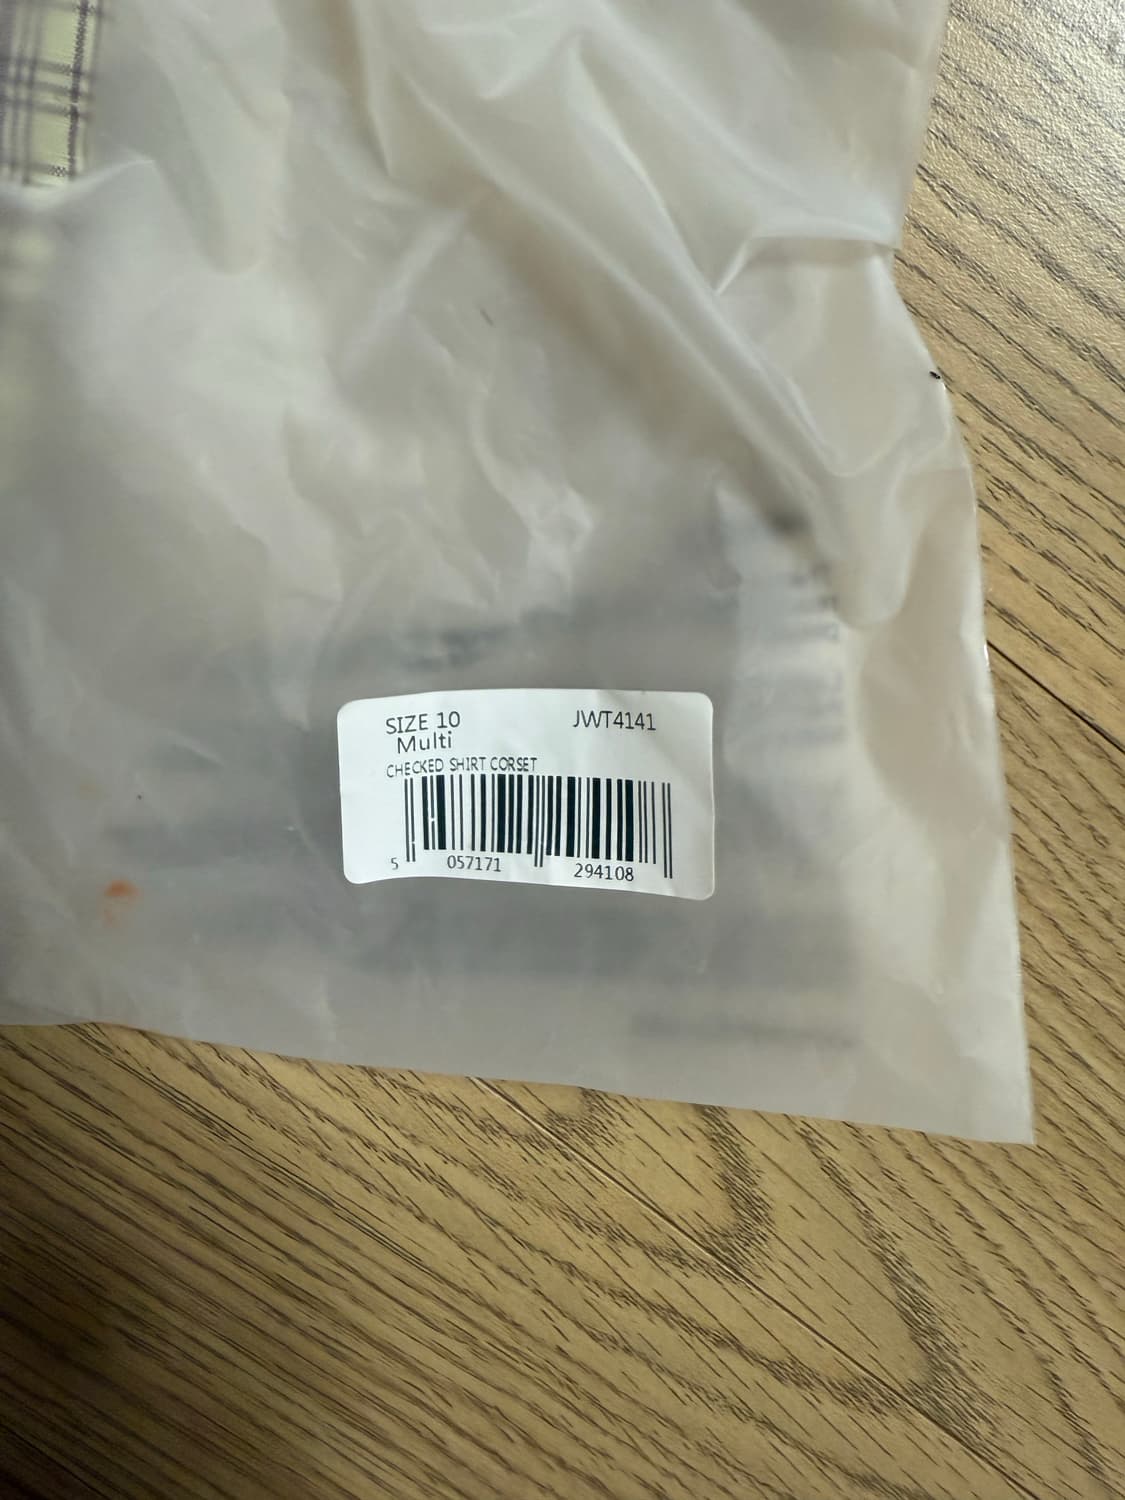 SIZE 10 JWT4141
Multi
CHECKED SHIRT CORSET
5 057171 294108